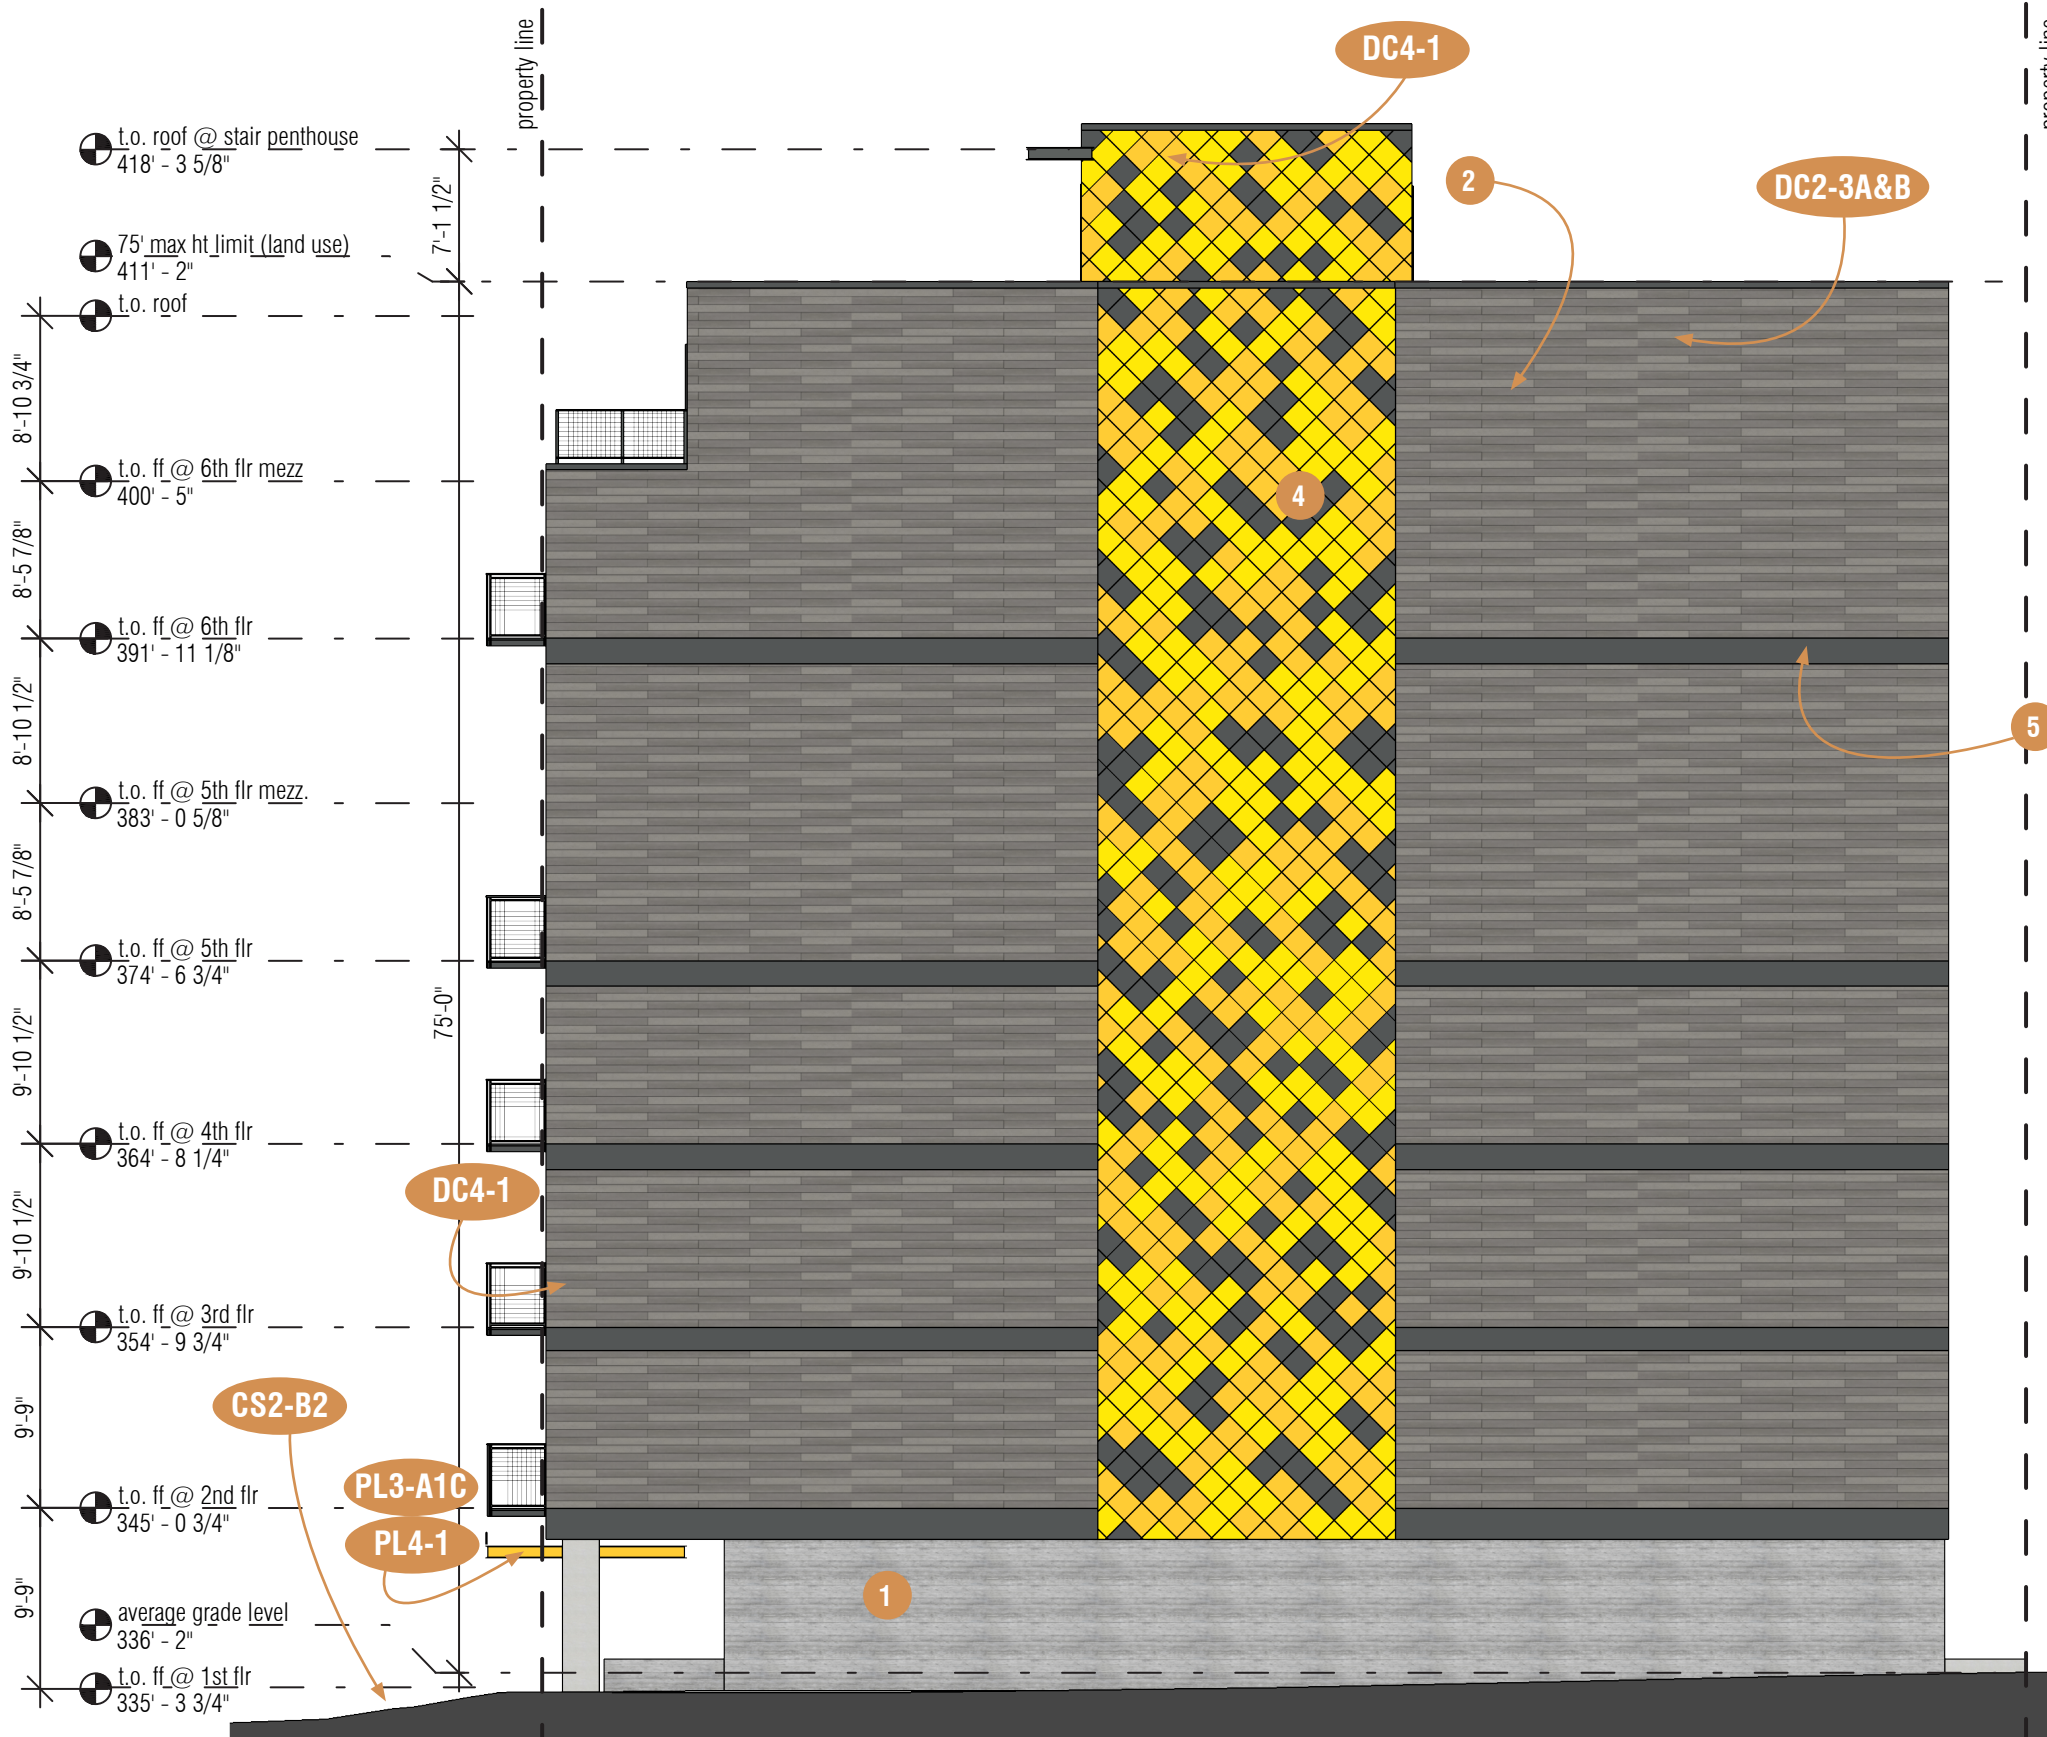 property line
property line
DC4-1
t.o. roof @ stair penthouse
418' - 3 5/8"
2
DC2-3A&B
7'-1 1/2"
75' max ht limit (land use)
411' - 2"
t.o. roof
8'-10 3/4"
t.o. ff @ 6th flr mezz
400' - 5"
4
8'-5 7/8"
t.o. ff @ 6th flr
391' - 11 1/8"
8'-10 1/2"
5
t.o. ff @ 5th flr mezz.
383' - 0 5/8"
8'-5 7/8"
t.o. ff @ 5th flr
374' - 6 3/4"
75'-0"
9'-10 1/2"
t.o. ff @ 4th flr
364' - 8 1/4"
DC4-1
9'-10 1/2"
t.o. ff @ 3rd flr
354' - 9 3/4"
CS2-B2
9'-9"
PL3-A1C
t.o. ff @ 2nd flr
345' - 0 3/4"
PL4-1
1
9'-9"
average grade level
336' - 2"
t.o. ff @ 1st flr
335' - 3 3/4"